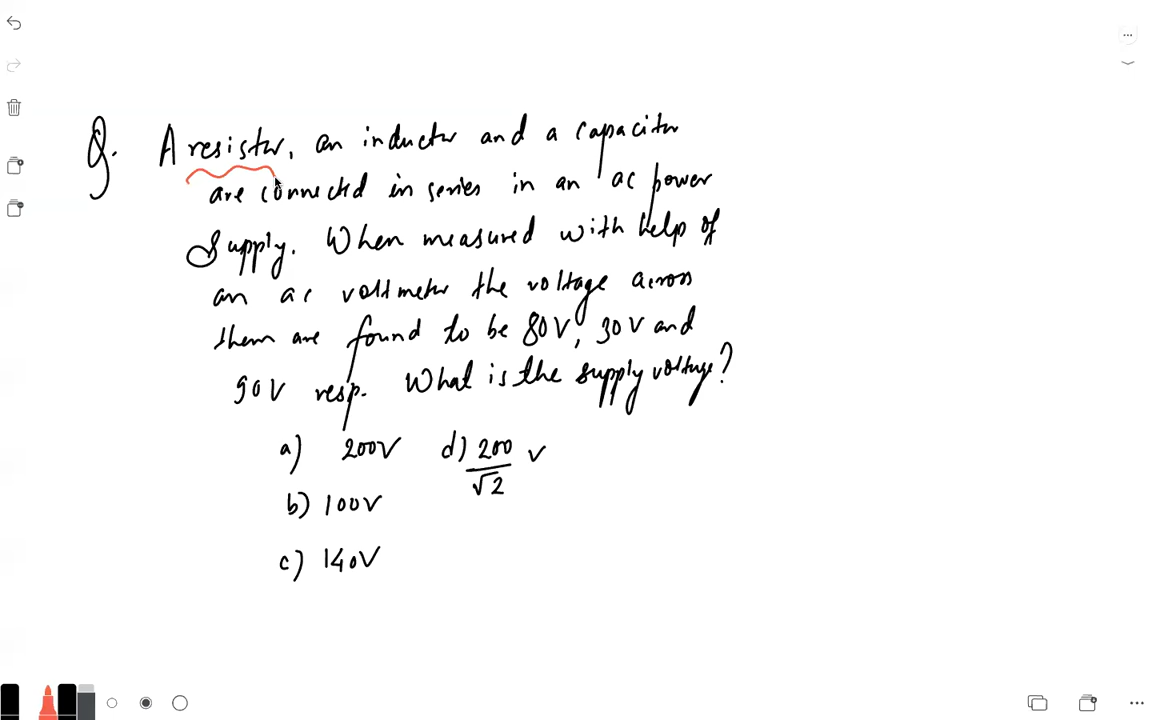 Q. A resistor, an inductor and a capacitor
are connected in series in an ac power
Supply. When measured with help of
an ac voltmeter the voltage across
them are found to be 80V, 30V and
90V resp. What is the supply voltage?
a) 200V d) 200/√2 V
b) 100V
c) 140V